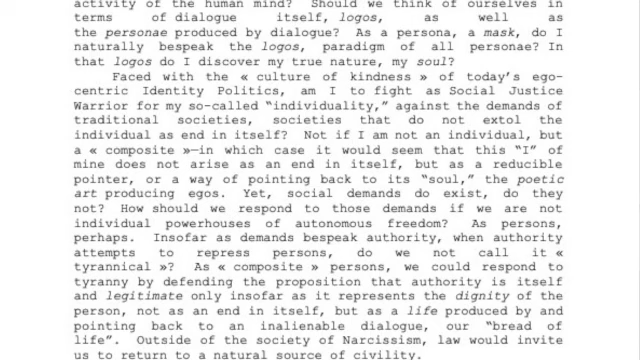 activity of the human mind? Should we think of ourselves in
terms of dialogue itself, logos, as well as
the personae produced by dialogue? As a persona, a mask, do I
naturally bespeak the logos, paradigm of all personae? In
that logos do I discover my true nature, my soul?
Faced with the « culture of kindness » of today's ego-
centric Identity Politics, am I to fight as Social Justice
Warrior for my so-called "individuality," against the demands of
traditional societies, societies that do not extol the
individual as end in itself? Not if I am not an individual, but
a « composite »—in which case it would seem that this "I" of
mine does not arise as an end in itself, but as a reducible
pointer, or a way of pointing back to its "soul," the poetic
art producing egos. Yet, social demands do exist, do they
not? How should we respond to those demands if we are not
individual powerhouses of autonomous freedom? As persons,
perhaps. Insofar as demands bespeak authority, when authority
attempts to repress persons, do we not call it «
tyrannical »? As « composite » persons, we could respond to
tyranny by defending the proposition that authority is itself
and legitimate only insofar as it represents the dignity of the
person, not as an end in itself, but as a life produced by and
pointing back to an inalienable dialogue, our "bread of
life". Outside of the society of Narcissism, law would invite
us to return to a natural source of civility.